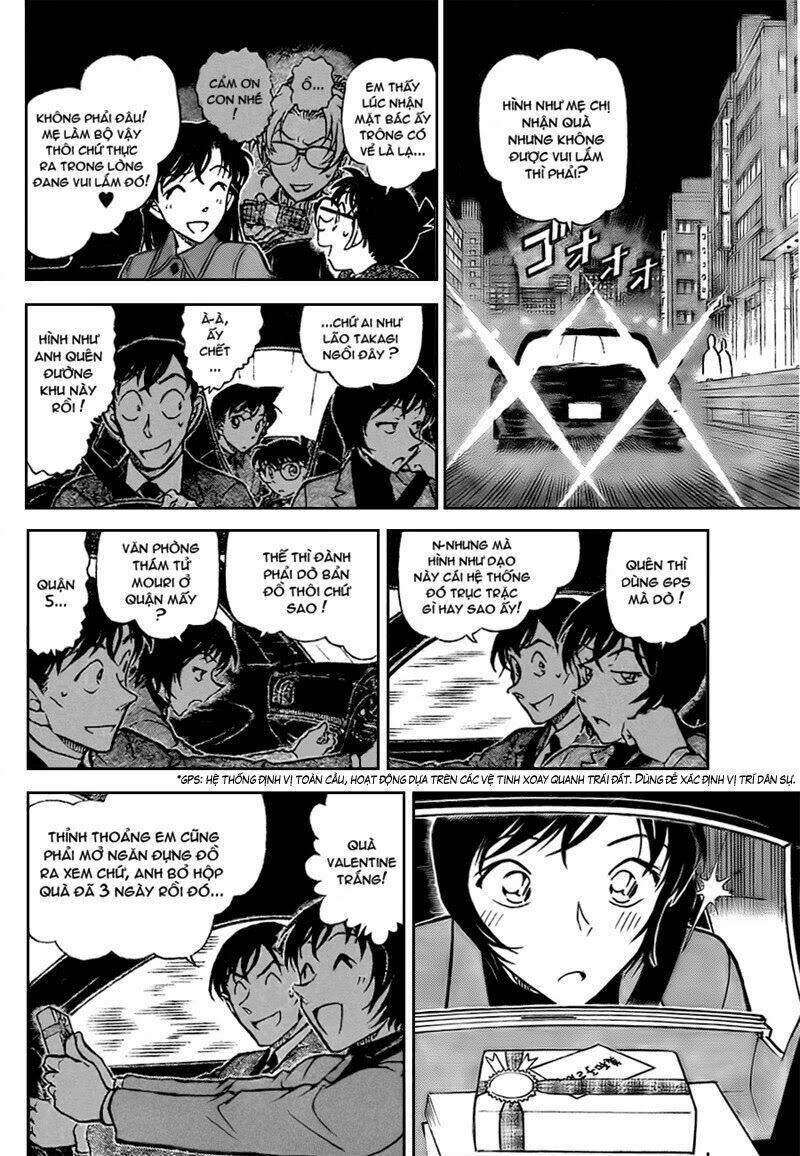 HÌNH NHƯ MẸ CHỊ
NHẬN QUÀ
NHƯNG KHÔNG
ĐƯỢC VUI LẮM
THÌ PHẢI?
ゴオオオ
EM THẤY
LÚC NHẬN
MẶT BÁC ẤY
TRÔNG CÓ
VẺ LÀ LẠ...
Ồ...
CẢM ƠN
CON NHÉ!
KHÔNG PHẢI ĐÂU!
MẸ LÀM BỘ VẬY
THÔI CHỨ THỰC
RA TRONG LÒNG
ĐANG VUI LẮM ĐÓ!
♥
...CHỨ AI NHƯ
LÃO TAKAGI
NGỒI ĐÂY?
À-À,
ẤY
CHẾT
...
HÌNH NHƯ
ANH QUÊN
ĐƯỜNG
KHU NÀY
RỒI!
QUÊN THÌ
DÙNG GPS
MÀ DÒ!
N-NHƯNG MÀ
HÌNH NHƯ DẠO
NÀY CÁI HỆ THỐNG
ĐÓ TRỤC TRẶC
GÌ HAY SAO ẤY!
THẾ THÌ ĐÀNH
PHẢI DÒ BẢN
ĐỒ THÔI CHỨ
SAO!
VĂN PHÒNG
THÁM TỬ
MOURI Ở
QUẬN MẤY
?
QUẬN
5...
*GPS: HỆ THỐNG ĐỊNH VỊ TOÀN CẦU, HOẠT ĐỘNG DỰA TRÊN CÁC VỆ TINH XOAY QUANH TRÁI ĐẤT. DÙNG ĐỂ XÁC ĐỊNH VỊ TRÍ DÂN SỰ.
QUÀ
VALENTINE
TRẮNG!
THỈNH THOẢNG EM CŨNG
PHẢI MỞ NGĂN ĐỰNG ĐỒ
RA XEM CHỨ, ANH BỎ HỘP
QUÀ ĐÃ 3 NGÀY RỒI ĐÓ...